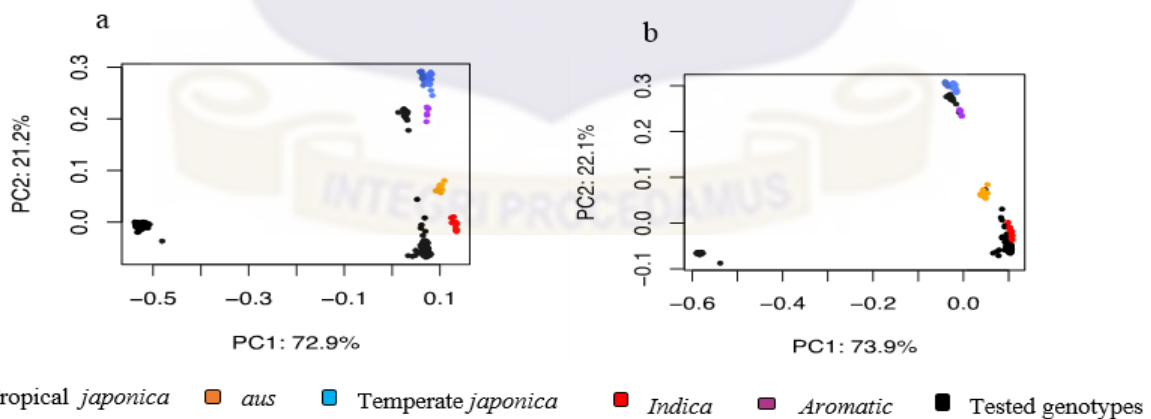 a
b
0.3
0.2
0.1
0.0
PC2: 21.2%
−0.5
−0.3
−0.1
0.1
PC1: 72.9%
0.3
0.2
0.1
0.0
−0.1
PC2: 22.1%
−0.6
−0.4
−0.2
0.0
PC1: 73.9%
INTEGRI PROCEDAMUS
ropical japonica
aus
Temperate japonica
Indica
Aromatic
Tested genotypes